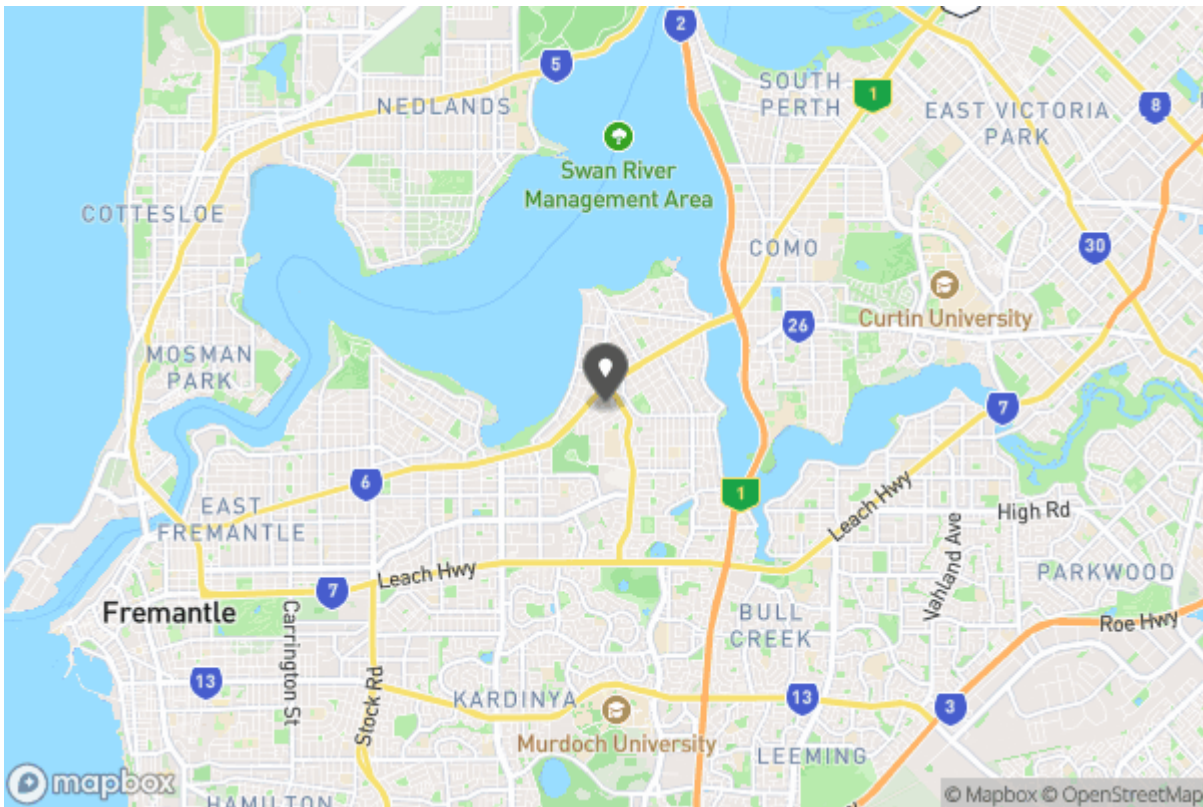 2
5
NEDLANDS
SOUTH
PERTH
1
EAST VICTORIA
PARK
8
Swan River
Management Area
COTTESLOE
COMO
30
Curtin University
26
MOSMAN
PARK
7
6
1
EAST
FREMANTLE
Leach Hwy
High Rd
Vahland Ave
Leach Hwy
7
PARKWOOD
Fremantle
Carrington St
BULL
CREEK
Roe Hwy
13
Stock Rd
KARDINYA
13
3
Murdoch University
LEEMING
mapbox
HAMILTON
© Mapbox © OpenStreetMap